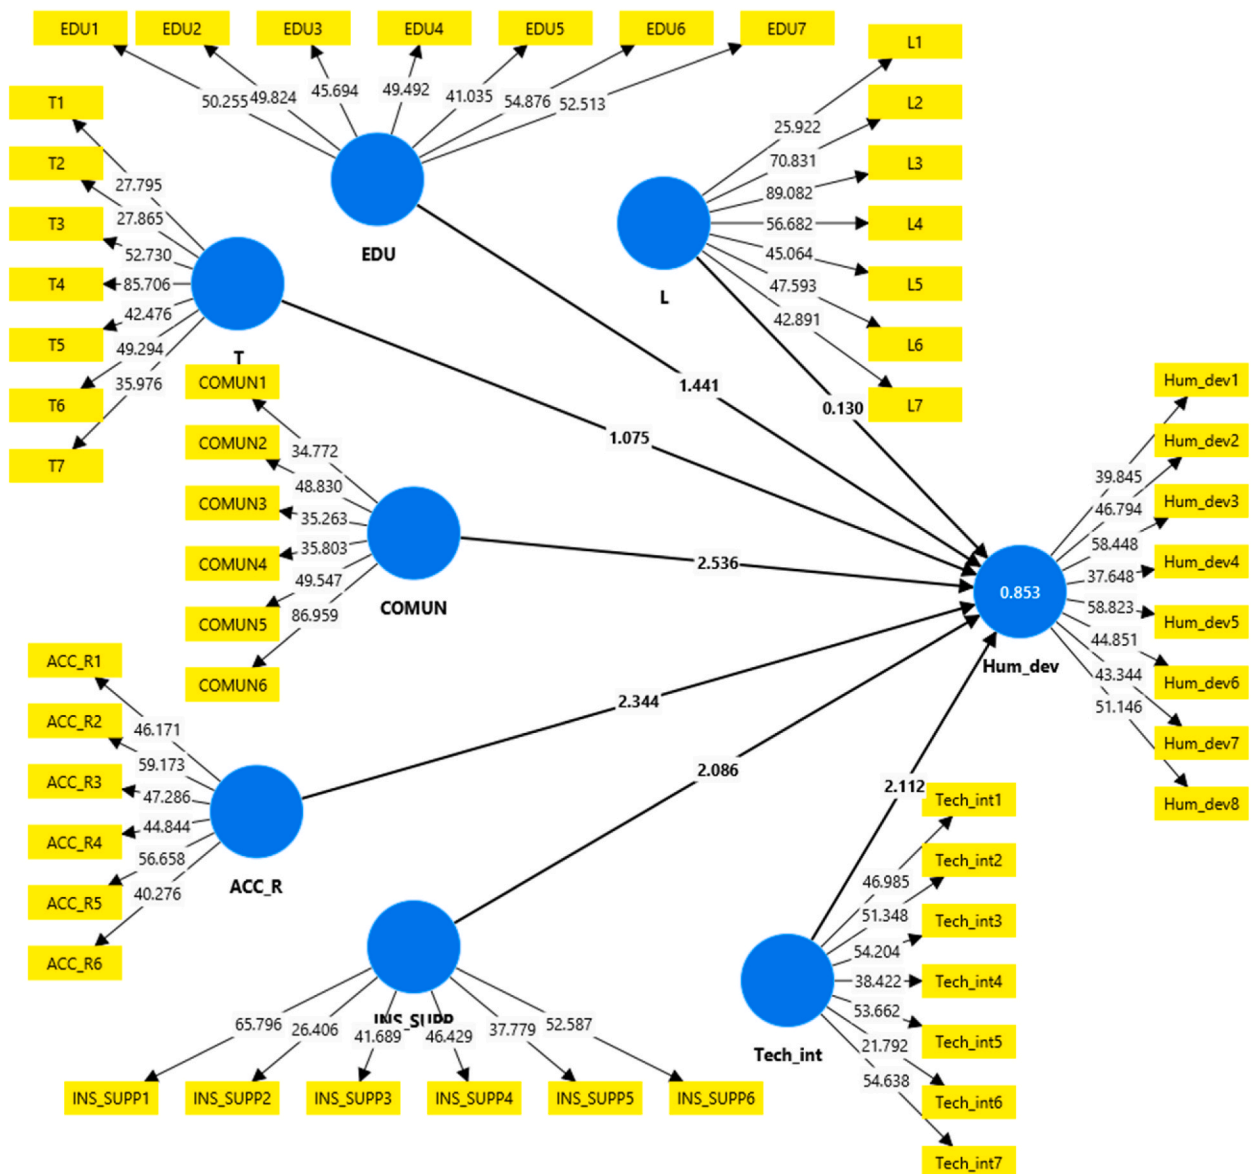 EDU1
EDU2
EDU3
EDU4
EDU5
EDU6
EDU7
50.255
49.824
45.694
49.492
41.035
54.876
52.513
EDU
T1
T2
T3
T4
T5
T6
T7
27.795
27.865
52.730
85.706
42.476
49.294
35.976
T
L1
L2
L3
L4
L5
L6
L7
25.922
70.831
89.082
56.682
45.064
47.593
42.891
L
COMUN1
COMUN2
COMUN3
COMUN4
COMUN5
COMUN6
34.772
48.830
35.263
35.803
49.547
86.959
COMUN
1.441
0.130
1.075
2.536
2.344
2.086
2.112
0.853
Hum_dev
Hum_dev1
Hum_dev2
Hum_dev3
Hum_dev4
Hum_dev5
Hum_dev6
Hum_dev7
Hum_dev8
39.845
46.794
58.448
37.648
58.823
44.851
43.344
51.146
ACC_R1
ACC_R2
ACC_R3
ACC_R4
ACC_R5
ACC_R6
46.171
59.173
47.286
44.844
56.658
40.276
ACC_R
INS_SUPP
65.796
26.406
41.689
46.429
37.779
52.587
INS_SUPP1
INS_SUPP2
INS_SUPP3
INS_SUPP4
INS_SUPP5
INS_SUPP6
Tech_int1
Tech_int2
Tech_int3
Tech_int4
Tech_int5
Tech_int6
Tech_int7
46.985
51.348
54.204
38.422
53.662
21.792
54.638
Tech_int